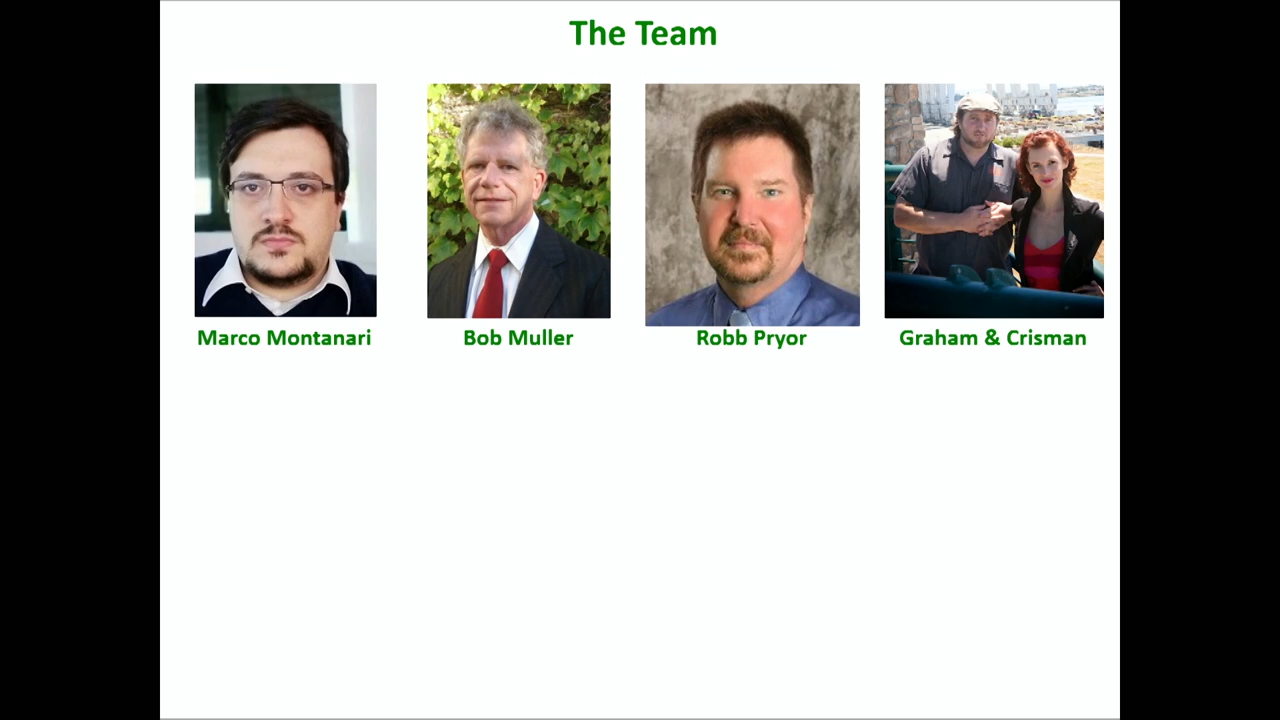 The Team
Marco Montanari
Bob Muller
Robb Pryor
Graham & Crisman